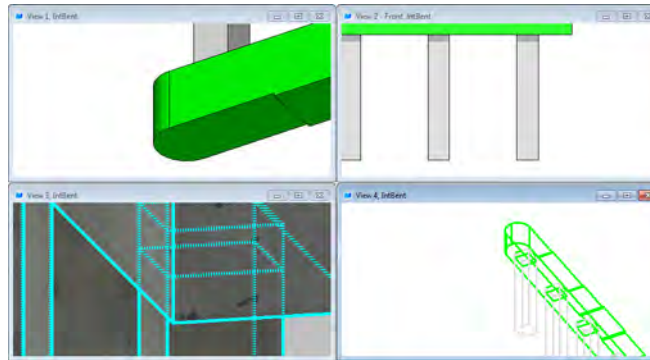 View 1, IntBent
View 2 - Front, IntBent
View 3, IntBent
View 4, IntBent